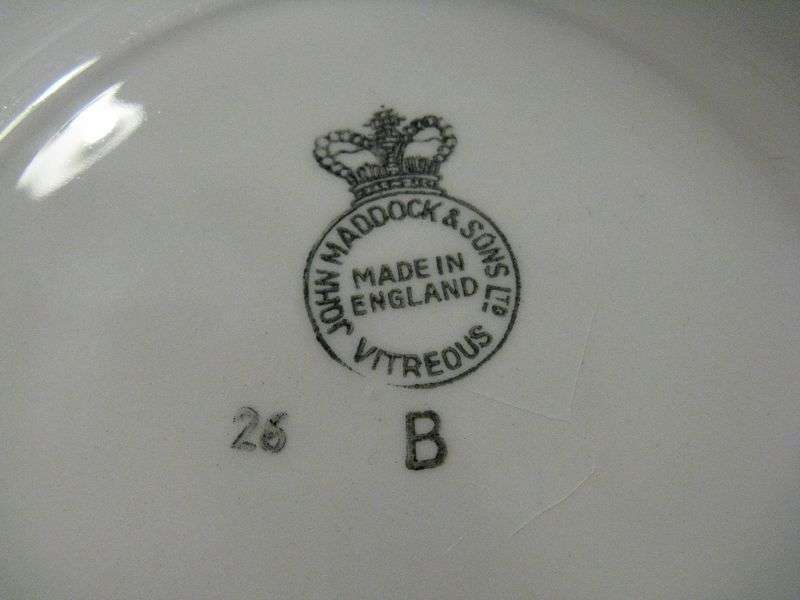 JOHN MADDOCK & SONS LTD
MADE IN
ENGLAND
VITREOUS
26 B